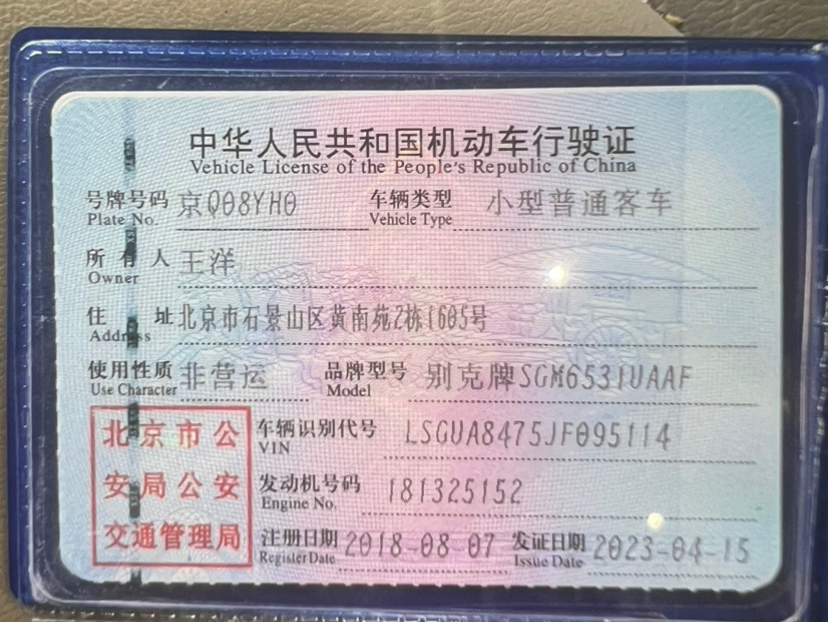 中华人民共和国机动车行驶证
Vehicle License of the People's Republic of China
号牌号码 京Q08YH0 车辆类型 小型普通客车
Plate No. Vehicle Type
所有人 王洋
Owner
住址 北京市石景山区黄南苑2栋1605号
Address
使用性质 非营运 品牌型号 别克牌SGM6531UAAF
Use Character Model
北京市公 车辆识别代号 LSGUA8475JF095114
VIN
安局公安 发动机号码 181325152
Engine No.
交通管理局 注册日期 2018-08-07 发证日期 2023-04-15
Register Date Issue Date